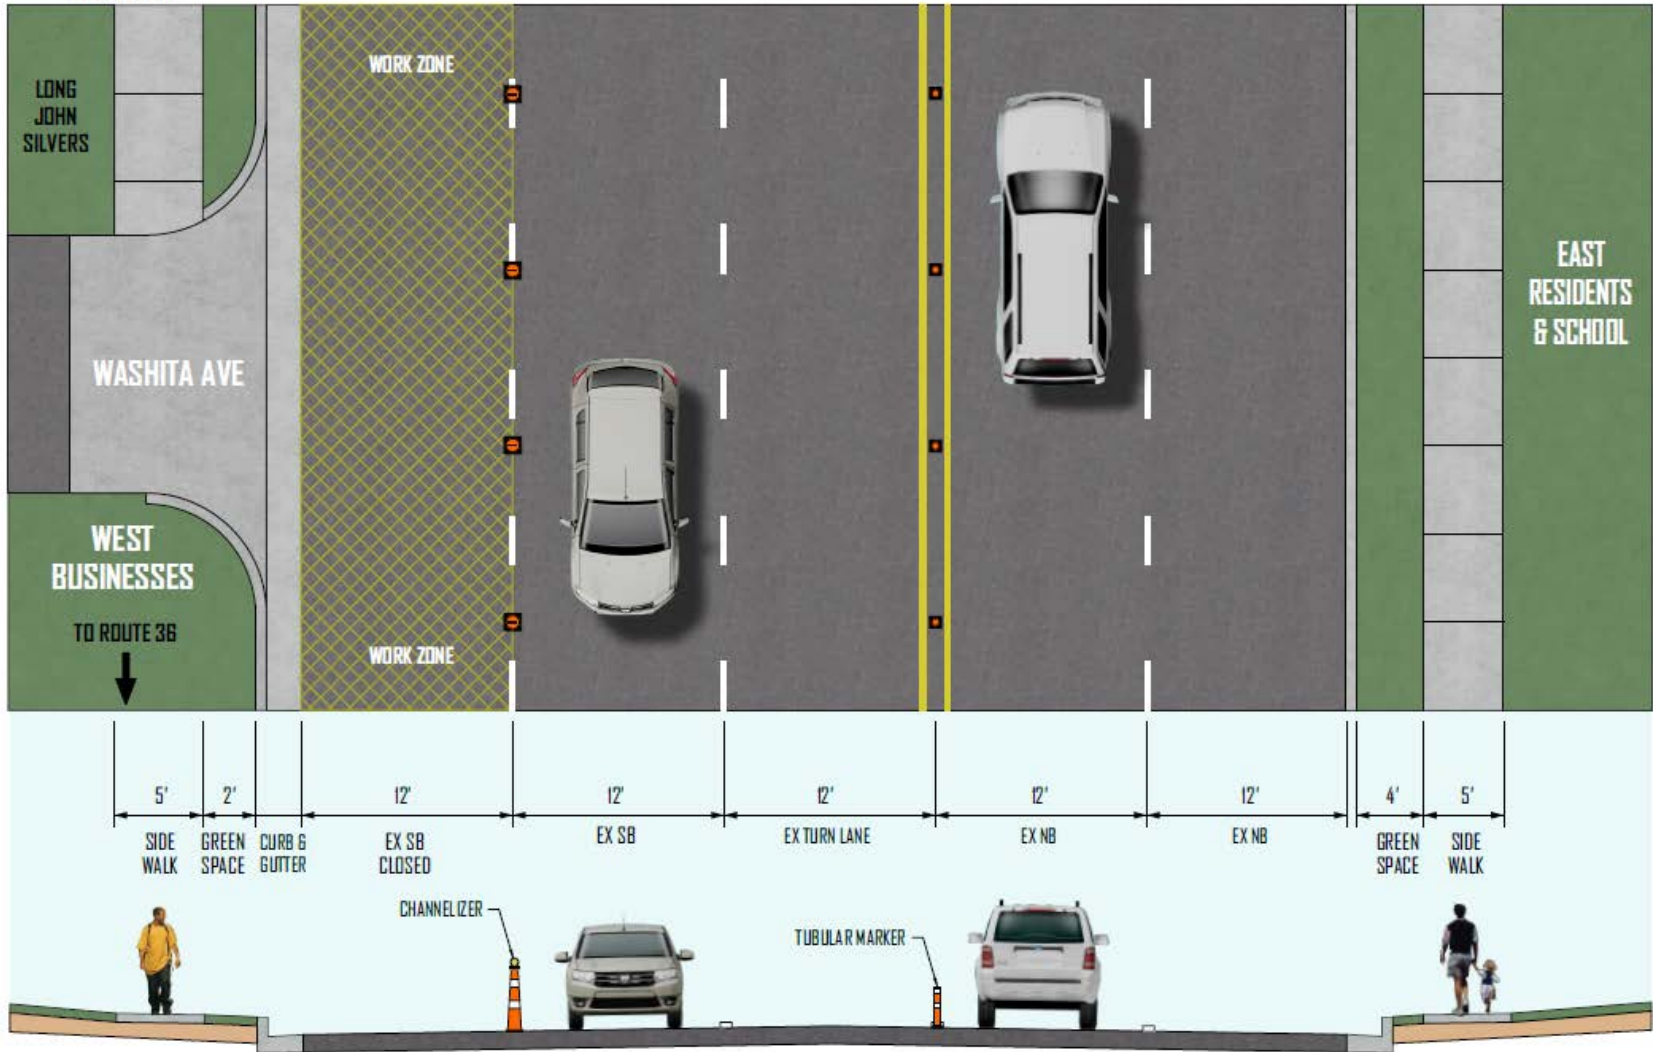 WORK ZONE
LONG
JOHN
SILVERS
EAST
RESIDENTS
& SCHOOL
WASHITA AVE
WEST
BUSINESSES
TO ROUTE 36
WORK ZONE
5' 2' 12' 12' 12' 12' 12' 4' 5'
SIDE
WALK
GREEN
SPACE
CURB &
GUTTER
EX SB
CLOSED
EX SB
EX TURN LANE
EX NB
EX NB
GREEN
SPACE
SIDE
WALK
CHANNELIZER
TUBULAR MARKER